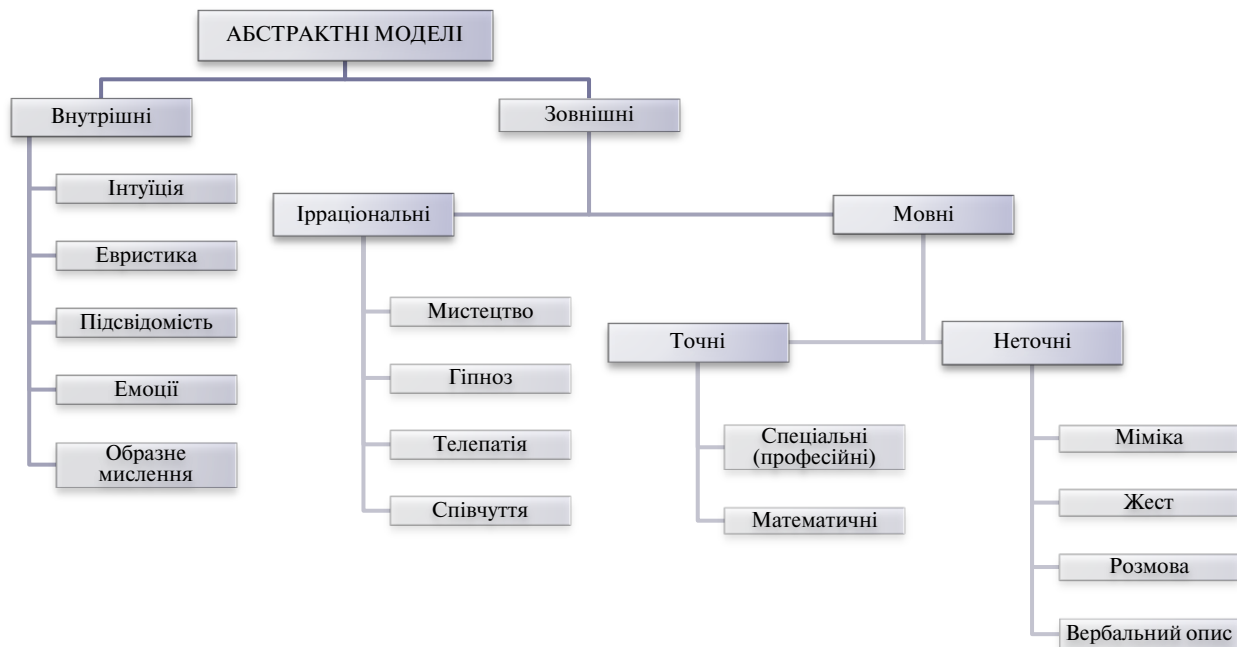 АБСТРАКТНІ МОДЕЛІ
Внутрішні
Зовнішні
Інтуїція
Евристика
Підсвідомість
Емоції
Образне
мислення
Ірраціональні
Мовні
Мистецтво
Гіпноз
Телепатія
Співчуття
Точні
Неточні
Спеціальні
(професійні)
Математичні
Міміка
Жест
Розмова
Вербальний опис